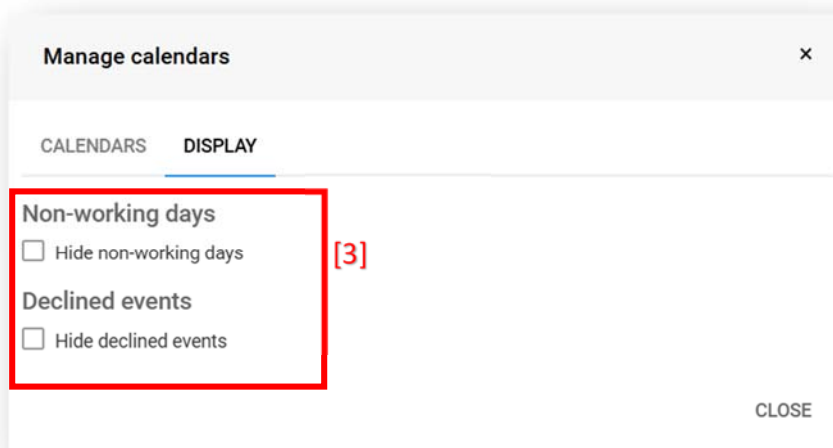 Manage calendars ×
CALENDARS DISPLAY
Non-working days
Hide non-working days
[3]
Declined events
Hide declined events
CLOSE